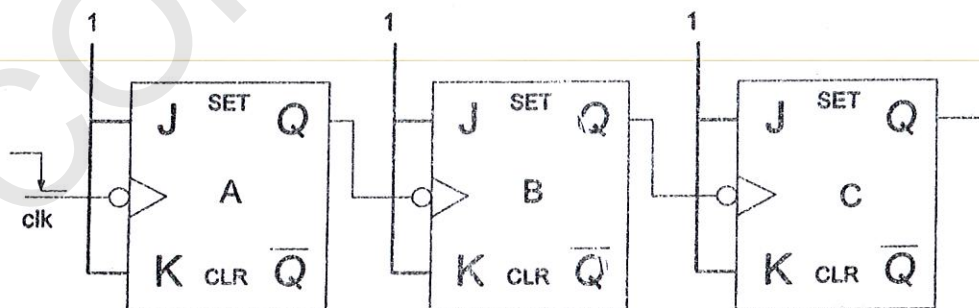 1 1 1
SET SET SET
J Q J Q J Q
A B C
clk
K CLR Q̅ K CLR Q̅ K CLR Q̅